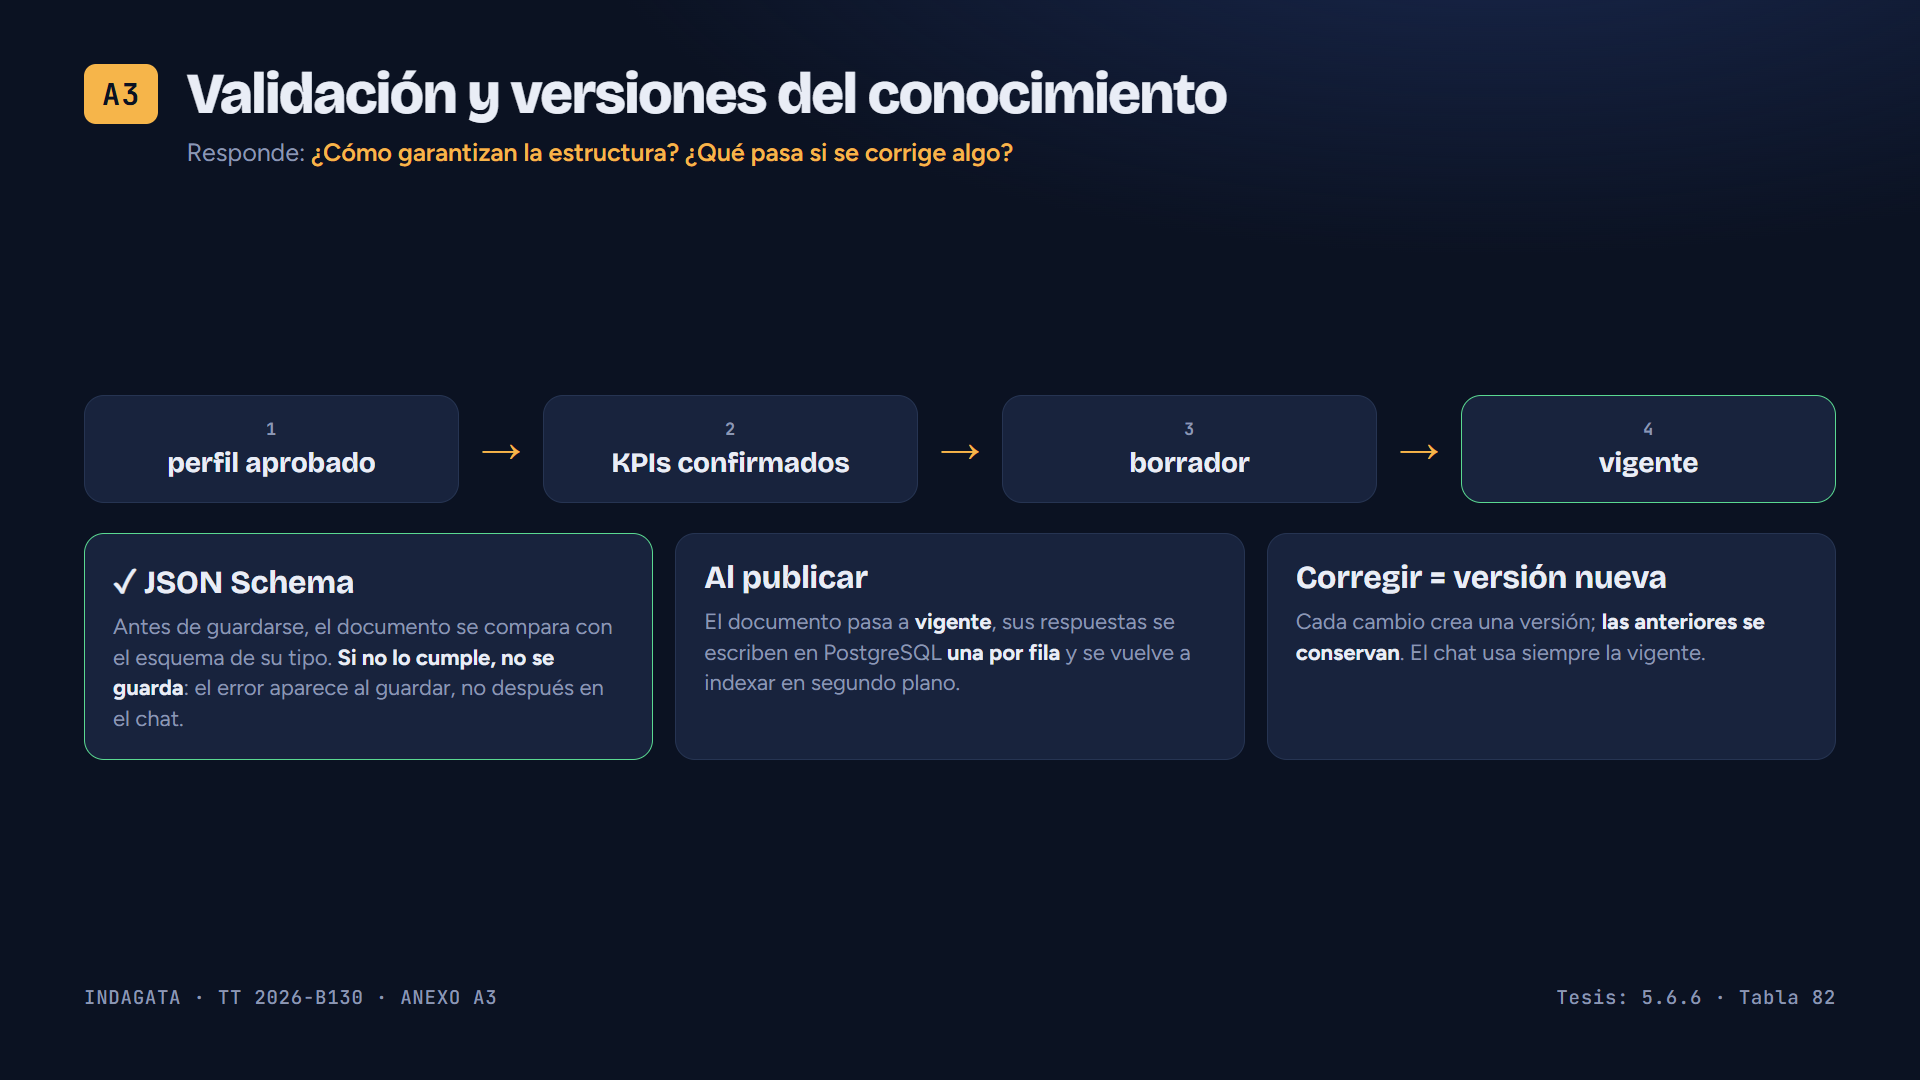 A3
Validación y versiones del conocimiento
Responde: ¿Cómo garantizan la estructura? ¿Qué pasa si se corrige algo?
1
perfil aprobado
→
2
KPIs confirmados
→
3
borrador
→
4
vigente
✓ JSON Schema
Antes de guardarse, el documento se compara con
el esquema de su tipo. Si no lo cumple, no se
guarda: el error aparece al guardar, no después en
el chat.
Al publicar
El documento pasa a vigente, sus respuestas se
escriben en PostgreSQL una por fila y se vuelve a
indexar en segundo plano.
Corregir = versión nueva
Cada cambio crea una versión; las anteriores se
conservan. El chat usa siempre la vigente.
INDAGATA · TT 2026-B130 · ANEXO A3
Tesis: 5.6.6 · Tabla 82